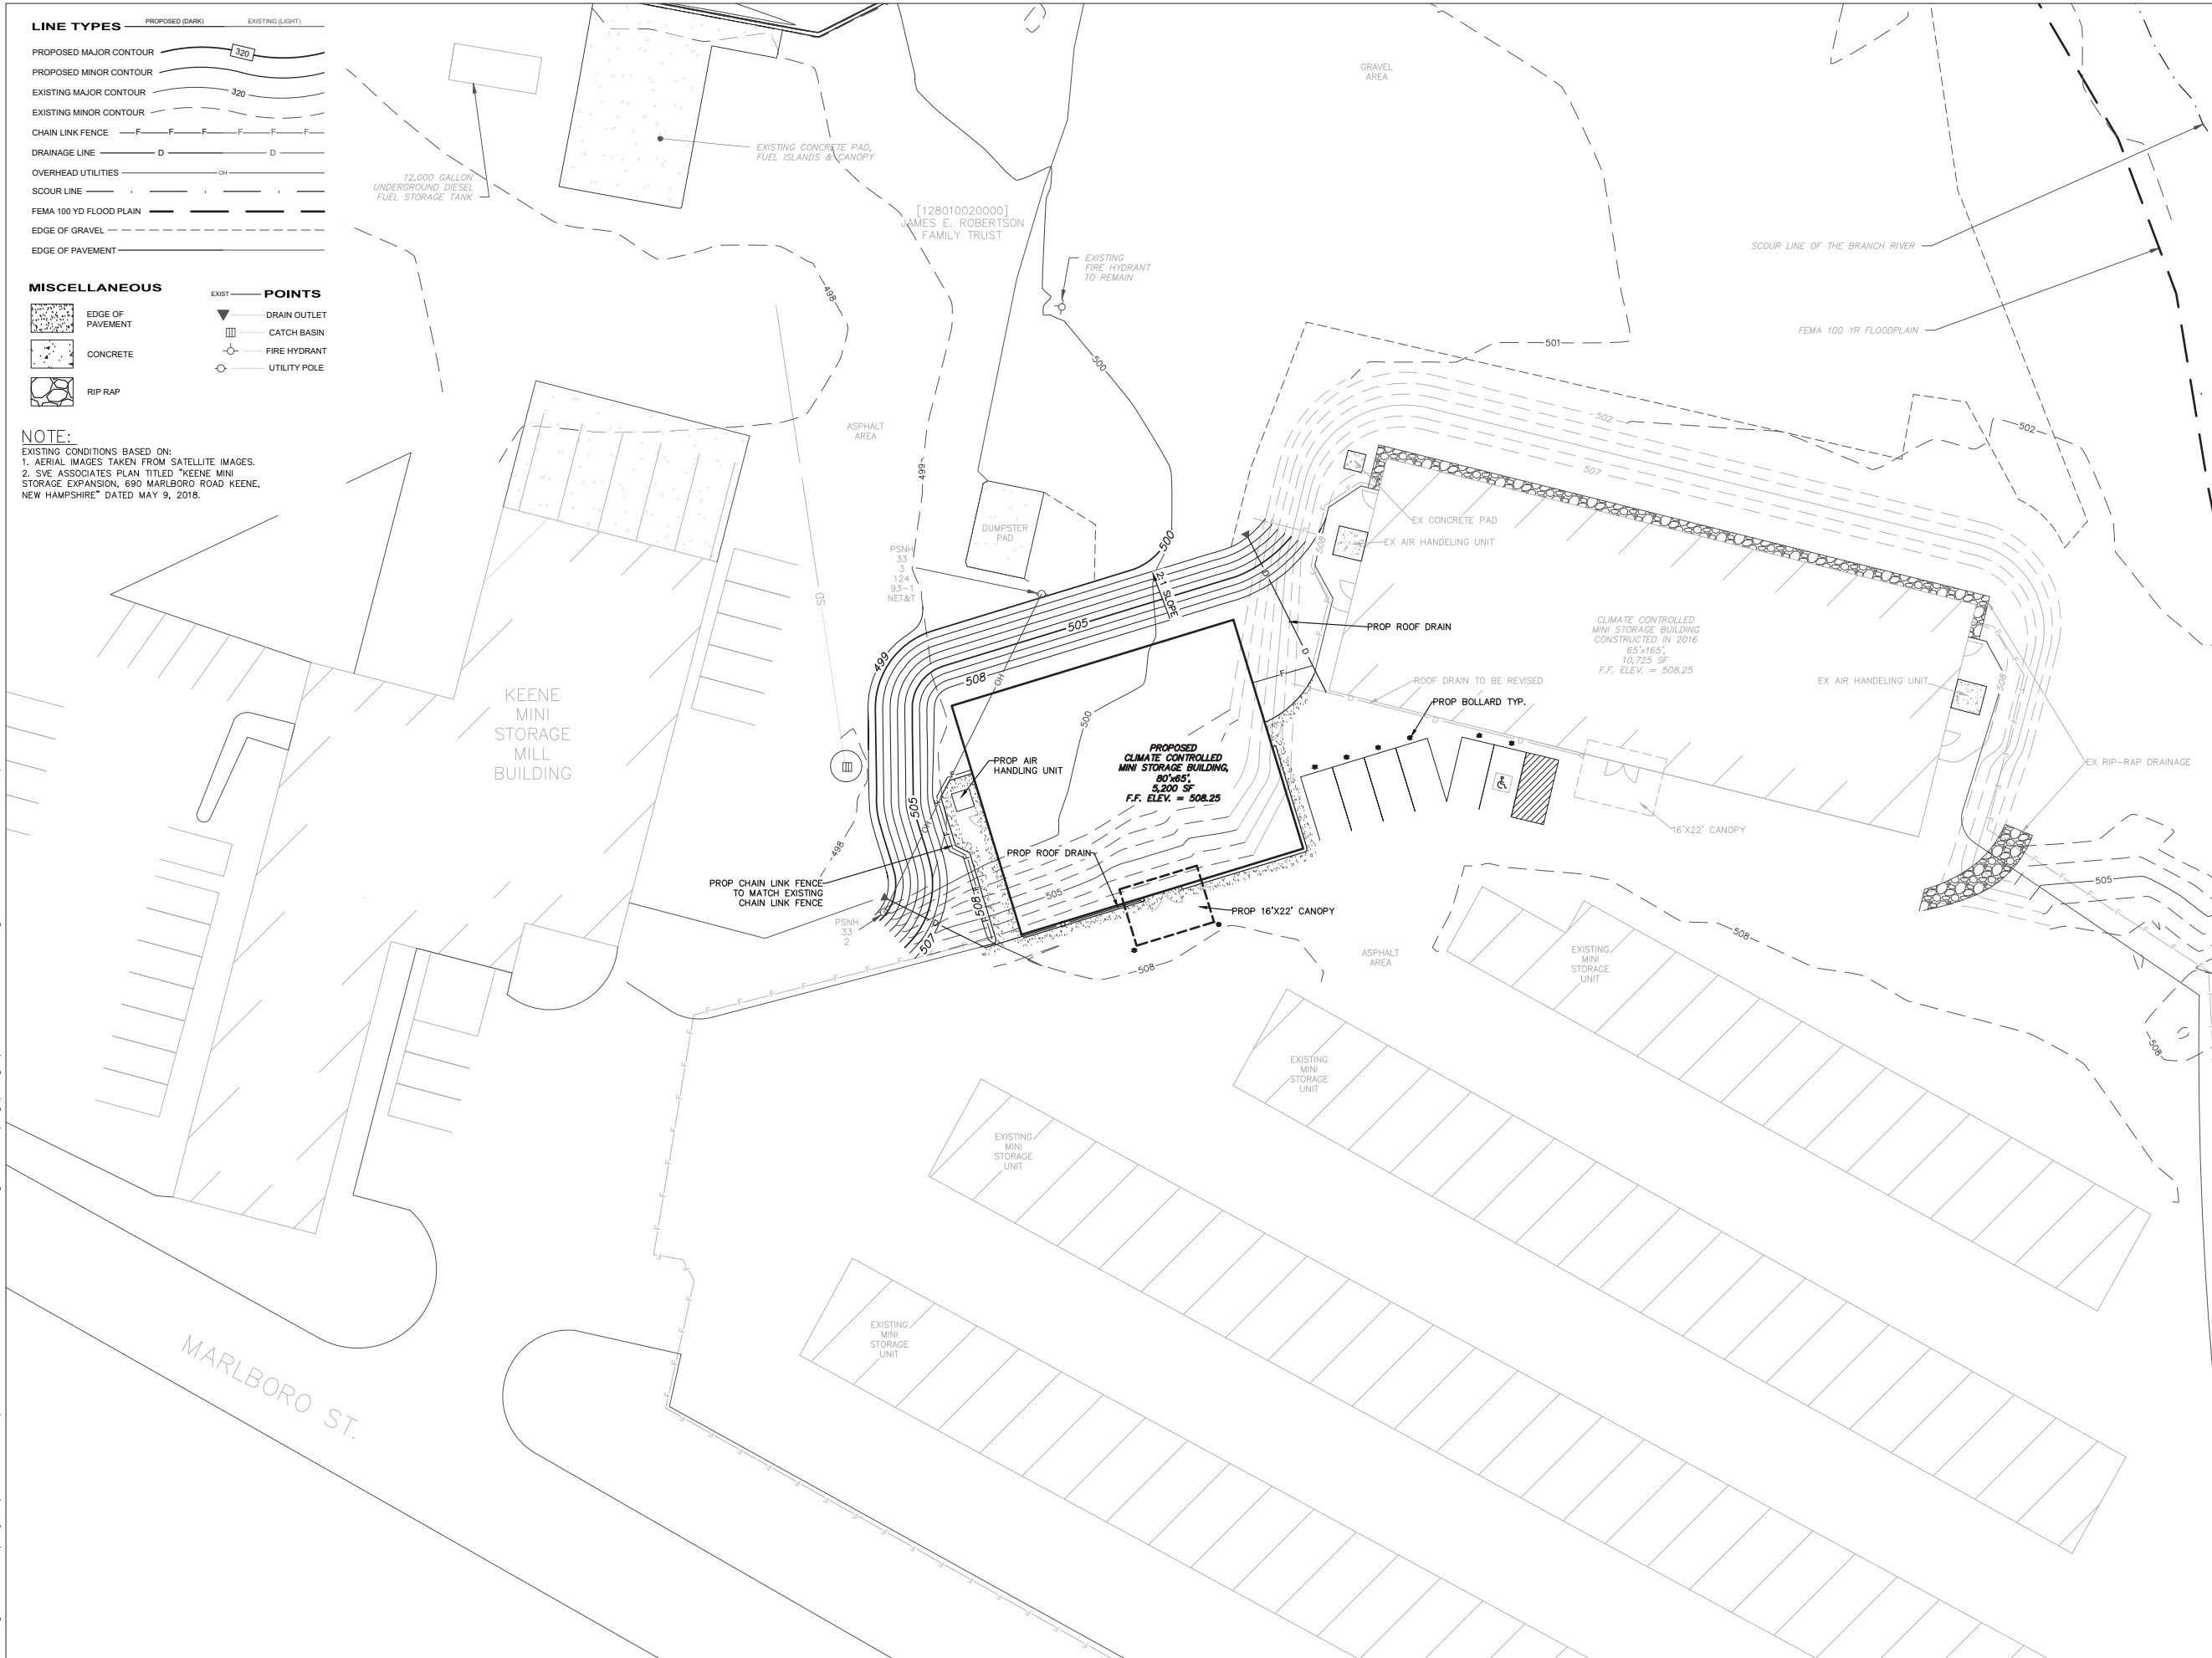 LINE TYPES
PROPOSED (DARK)
EXISTING (LIGHT)
PROPOSED MAJOR CONTOUR
320
PROPOSED MINOR CONTOUR
EXISTING MAJOR CONTOUR
320
EXISTING MINOR CONTOUR
CHAIN LINK FENCE F F F F F F
DRAINAGE LINE D D
OVERHEAD UTILITIES OH
SCOUR LINE
FEMA 100 YD FLOOD PLAIN
EDGE OF GRAVEL
EDGE OF PAVEMENT
MISCELLANEOUS
EDGE OF
PAVEMENT
CONCRETE
RIP RAP
EXIST
POINTS
DRAIN OUTLET
CATCH BASIN
FIRE HYDRANT
UTILITY POLE
NOTE:
EXISTING CONDITIONS BASED ON:
1. AERIAL IMAGES TAKEN FROM SATELLITE IMAGES.
2. SVE ASSOCIATES PLAN TITLED "KEENE MINI
STORAGE EXPANSION, 690 MARLBORO ROAD KEENE,
NEW HAMPSHIRE" DATED MAY 9, 2018.
12,000 GALLON
UNDERGROUND DIESEL
FUEL STORAGE TANK
EXISTING CONCRETE PAD,
FUEL ISLANDS & CANOPY
[128010020000]
JAMES E. ROBERTSON
FAMILY TRUST
EXISTING
FIRE HYDRANT
TO REMAIN
GRAVEL
AREA
SCOUR LINE OF THE BRANCH RIVER
FEMA 100 YR FLOODPLAIN
498
500
501
502
502
507
499
ASPHALT
AREA
DUMPSTER
PAD
PSNH
33
3
124
93-1
NET&T
SD
500
2:1 SLOPE
505
499
508
OH
508
EX CONCRETE PAD
EX AIR HANDELING UNIT
D
D
PROP ROOF DRAIN
F
CLIMATE CONTROLLED
MINI STORAGE BUILDING
CONSTRUCTED IN 2016
65'x165',
10,725 SF
F.F. ELEV. = 508.25
ROOF DRAIN TO BE REVISED
EX AIR HANDELING UNIT
508
PROP BOLLARD TYP.
D
D
D
D
KEENE
MINI
STORAGE
MILL
BUILDING
500
PROPOSED
CLIMATE CONTROLLED
MINI STORAGE BUILDING,
80'x65',
5,200 SF
F.F. ELEV. = 508.25
PROP AIR
HANDLING UNIT
EX RIP-RAP DRAINAGE
16'X22' CANOPY
505
OH
498
PROP ROOF DRAIN
PROP CHAIN LINK FENCE
TO MATCH EXISTING
CHAIN LINK FENCE
508
505
PROP 16'X22' CANOPY
505
PSNH
33
2
507
508
ASPHALT
AREA
508
508
EXISTING
MINI
STORAGE
UNIT
EXISTING
MINI
STORAGE
UNIT
EXISTING
MINI
STORAGE
UNIT
EXISTING
MINI
STORAGE
UNIT
MARLBORO ST.